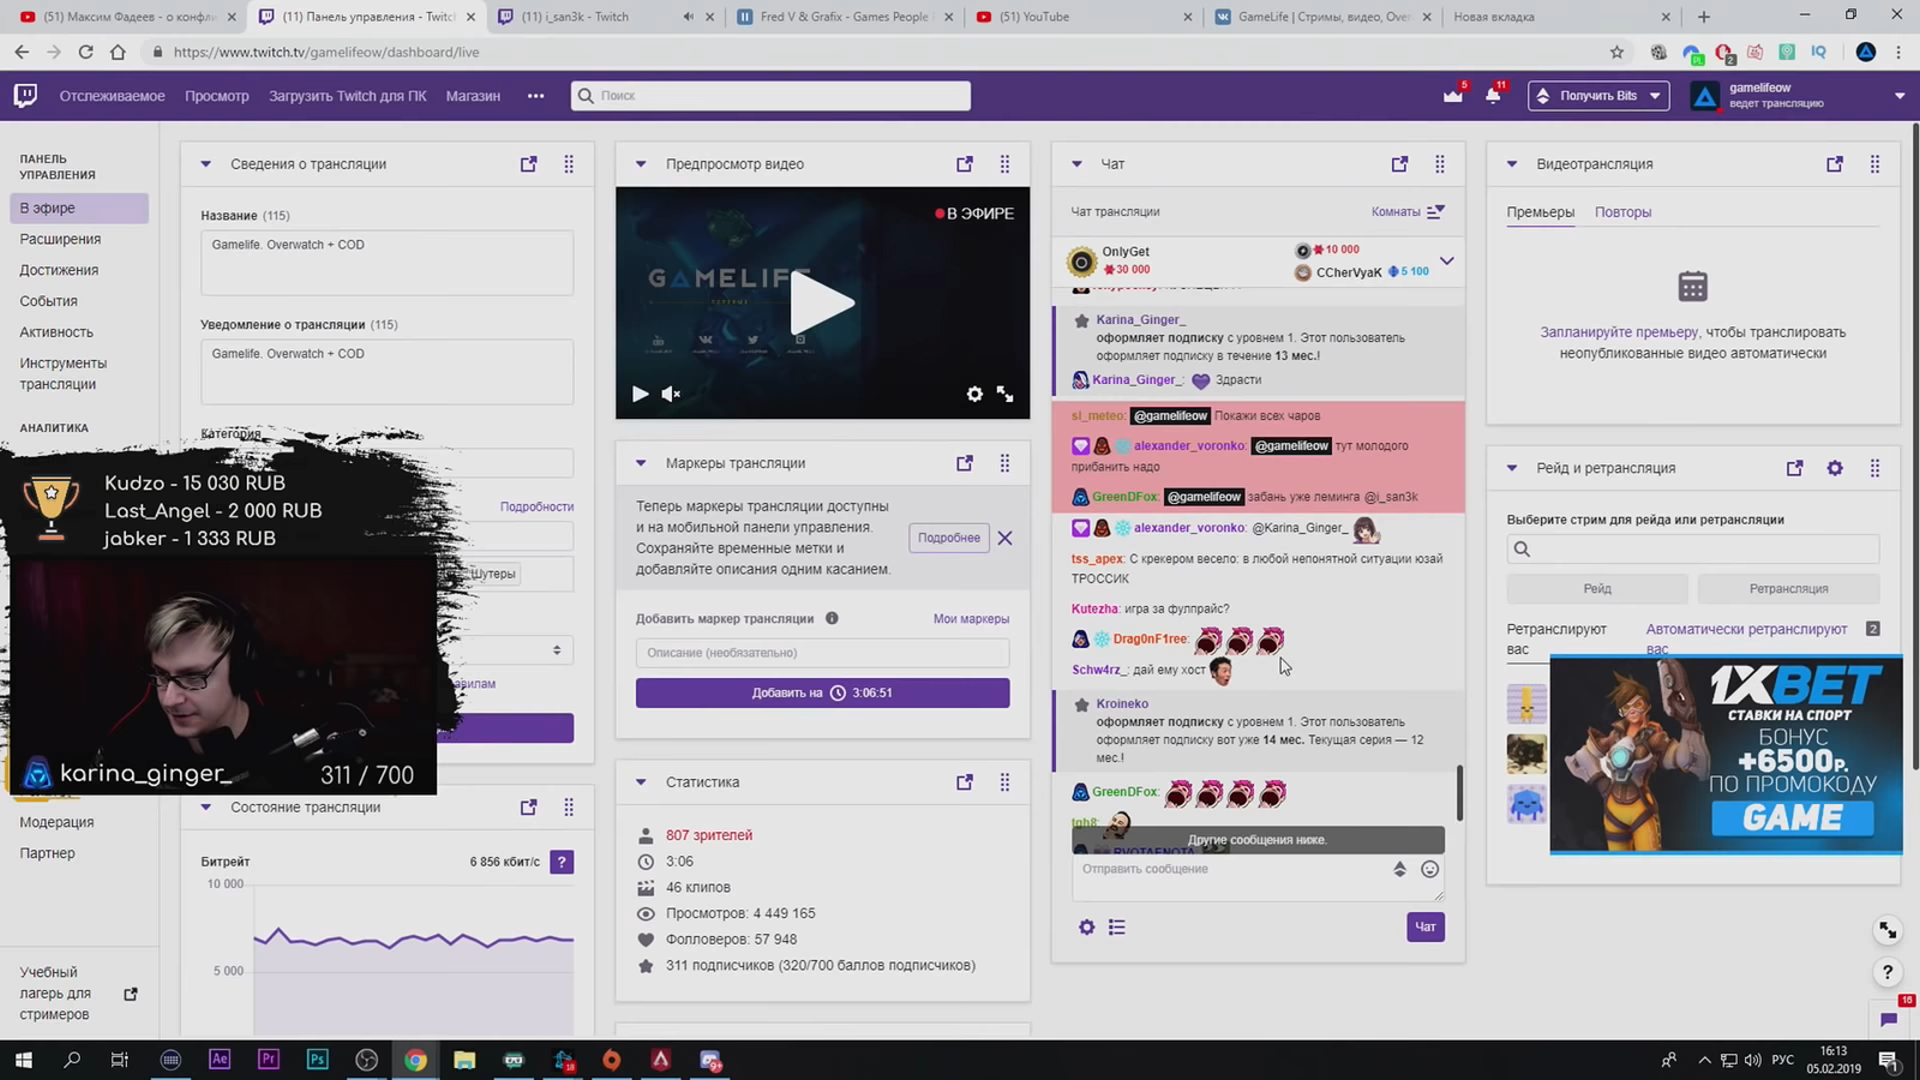 (51) Максим Фадеев - о конфли
(11) Панель управления - Twitc
(11) i_san3k - Twitch
Fred V & Grafix - Games People
(51) YouTube
GameLife | Стримы, видео, Over
Новая вкладка
https://www.twitch.tv/gamelifeow/dashboard/live
Отслеживаемое
Просмотр
Загрузить Twitch для ПК
Магазин
Поиск
5
11
Получить Bits
gamelifeow
ведет трансляцию
ПАНЕЛЬ
УПРАВЛЕНИЯ
В эфире
Расширения
Достижения
События
Активность
Инструменты
трансляции
АНАЛИТИКА
Модерация
Партнер
Учебный
лагерь для
стримеров
Сведения о трансляции
Название (115)
Gamelife. Overwatch + COD
Уведомление о трансляции (115)
Gamelife. Overwatch + COD
Категория
Подробности
Шутеры
Kudzo - 15 030 RUB
Last_Angel - 2 000 RUB
jabker - 1 333 RUB
karina_ginger_
311 / 700
Состояние трансляции
Битрейт
6 856 кбит/с
?
10 000
5 000
Предпросмотр видео
В ЭФИРЕ
GAMELIFE
Маркеры трансляции
Теперь маркеры трансляции доступны
и на мобильной панели управления.
Сохраняйте временные метки и
добавляйте описания одним касанием.
Подробнее
Добавить маркер трансляции
Мои маркеры
Описание (необязательно)
Добавить на 3:06:51
Статистика
807 зрителей
3:06
46 клипов
Просмотров: 4 449 165
Фолловеров: 57 948
311 подписчиков (320/700 баллов подписчиков)
Чат
Чат трансляции
Комнаты
OnlyGet
30 000
10 000
CCherVyaK 5 100
Karina_Ginger_
оформляет подписку с уровнем 1. Этот пользователь
оформляет подписку в течение 13 мес.!
Karina_Ginger_: Здрасти
sl_meteo: @gamelifeow Покажи всех чаров
alexander_voronko: @gamelifeow тут молодого
прибанить надо
GreenDFox: @gamelifeow забань уже леминга @i_san3k
alexander_voronko: @Karina_Ginger_
tss_apex: С крекером весело: в любой непонятной ситуации юзай
ТРОССИК
Kutezha: игра за фулпрайс?
Drag0nF1ree:
Schw4rz_: дай ему хост
Kroineko
оформляет подписку с уровнем 1. Этот пользователь
оформляет подписку вот уже 14 мес. Текущая серия — 12
мес.!
GreenDFox:
tgh8:
Другие сообщения ниже.
Отправить сообщение
Чат
Видеотрансляция
Премьеры
Повторы
Запланируйте премьеру, чтобы транслировать
неопубликованные видео автоматически
Рейд и ретрансляция
Выберите стрим для рейда или ретрансляции
Рейд
Ретрансляция
Ретранслируют
вас
Автоматически ретранслируют
вас
2
1XBET
СТАВКИ НА СПОРТ
БОНУС
+6500Р.
ПО ПРОМОКОДУ
GAME
?
16
Ae
Pr
Ps
18
9+
РУС
16:13
05.02.2019
1